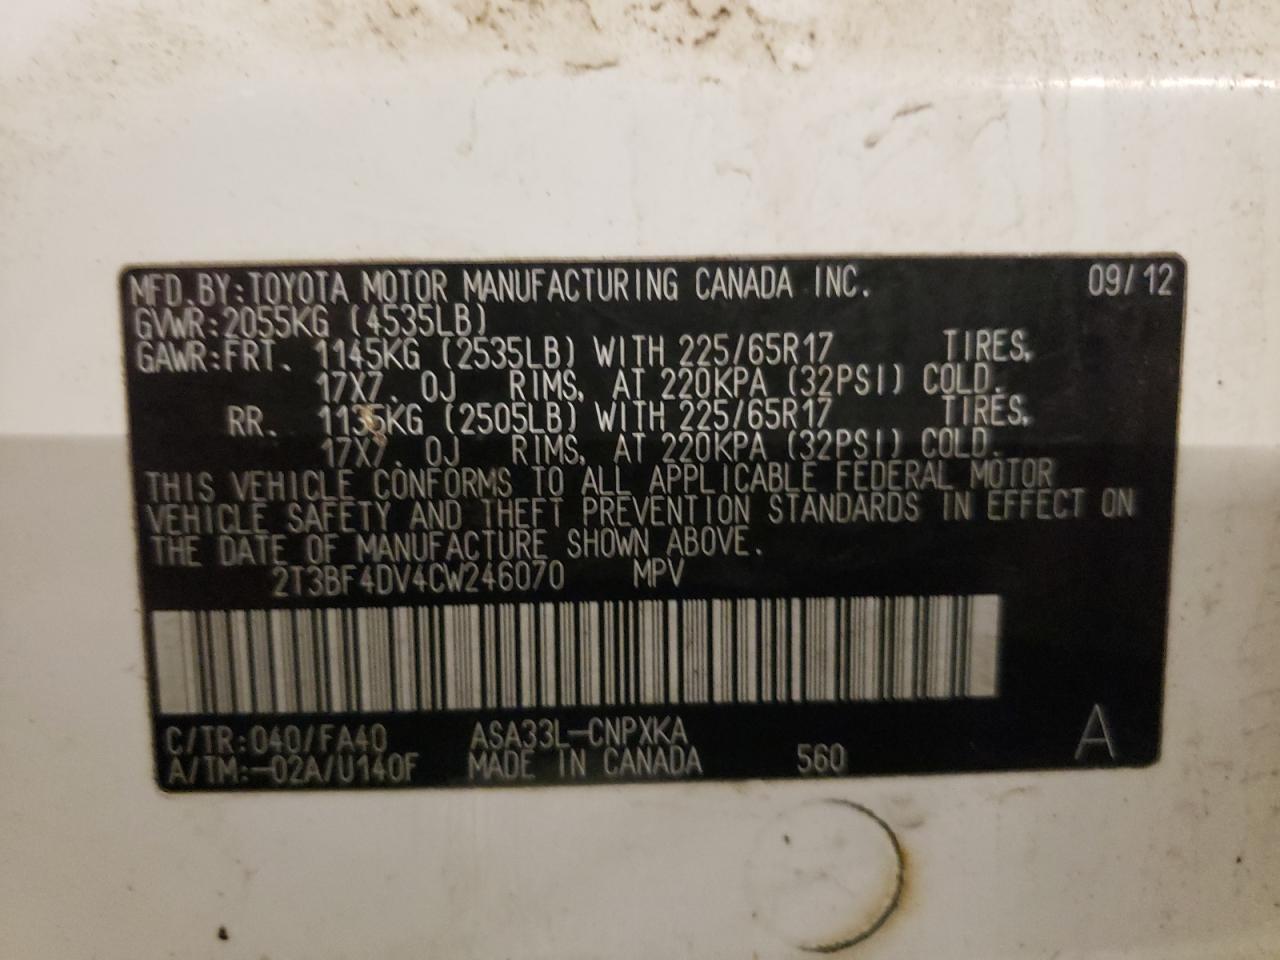 MFD.BY:TOYOTA MOTOR MANUFACTURING CANADA INC. 09/12
GVWR:2055KG (4535LB)
GAWR:FRT. 1145KG (2535LB) WITH 225/65R17 TIRES,
17X7.0J RIMS, AT 220KPA (32PSI) COLD.
RR. 1135KG (2505LB) WITH 225/65R17 TIRES,
17X7.0J RIMS, AT 220KPA (32PSI) COLD.
THIS VEHICLE CONFORMS TO ALL APPLICABLE FEDERAL MOTOR
VEHICLE SAFETY AND THEFT PREVENTION STANDARDS IN EFFECT ON
THE DATE OF MANUFACTURE SHOWN ABOVE.
2T3BF4DV4CW246070 MPV
C/TR:040/FA40 ASA33L-CNPXKA
A/TM:-02A/U140F MADE IN CANADA 560 A